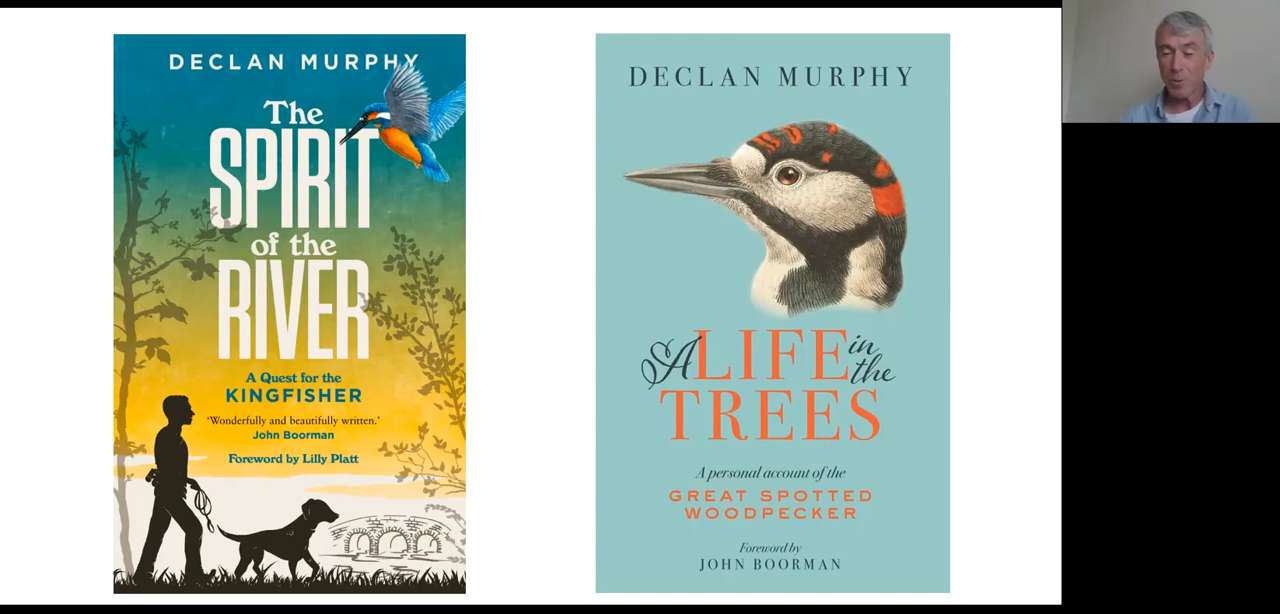 DECLAN MURPHY
The
SPIRIT
of the
RIVER
A Quest for the
KINGFISHER
‘Wonderfully and beautifully written.’
John Boorman
Foreword by Lilly Platt
DECLAN MURPHY
A LIFE in the
TREES
A personal account of the
GREAT SPOTTED
WOODPECKER
Foreword by
JOHN BOORMAN